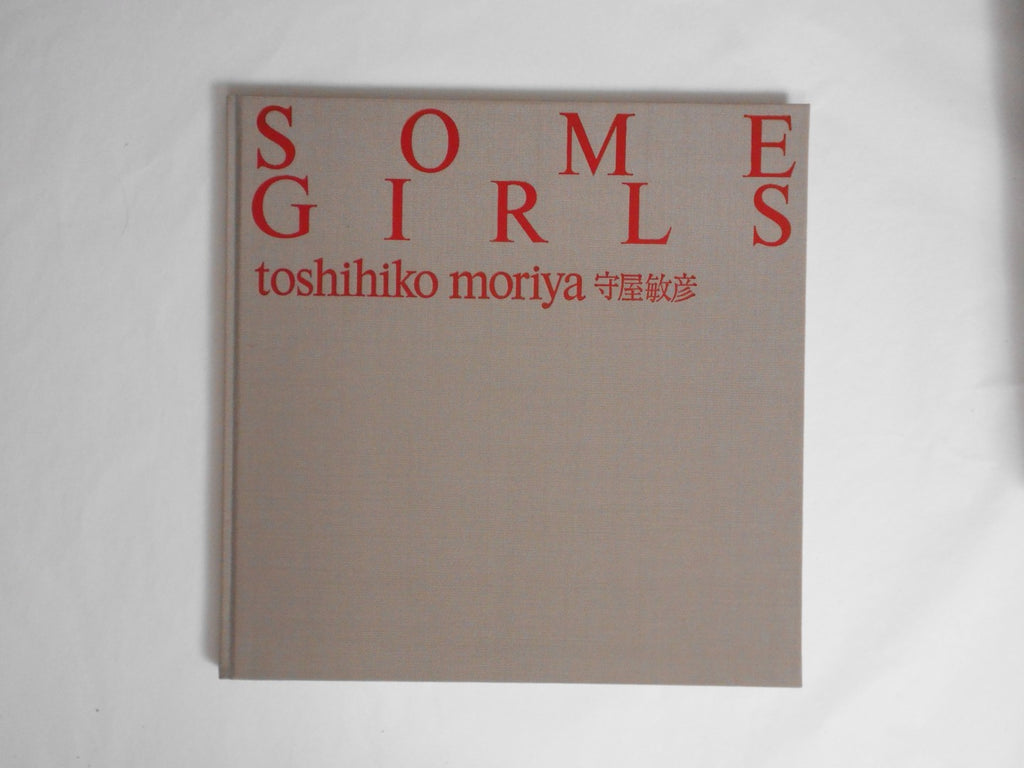 SOME
GIRLS
toshihiko moriya 守屋敏彦